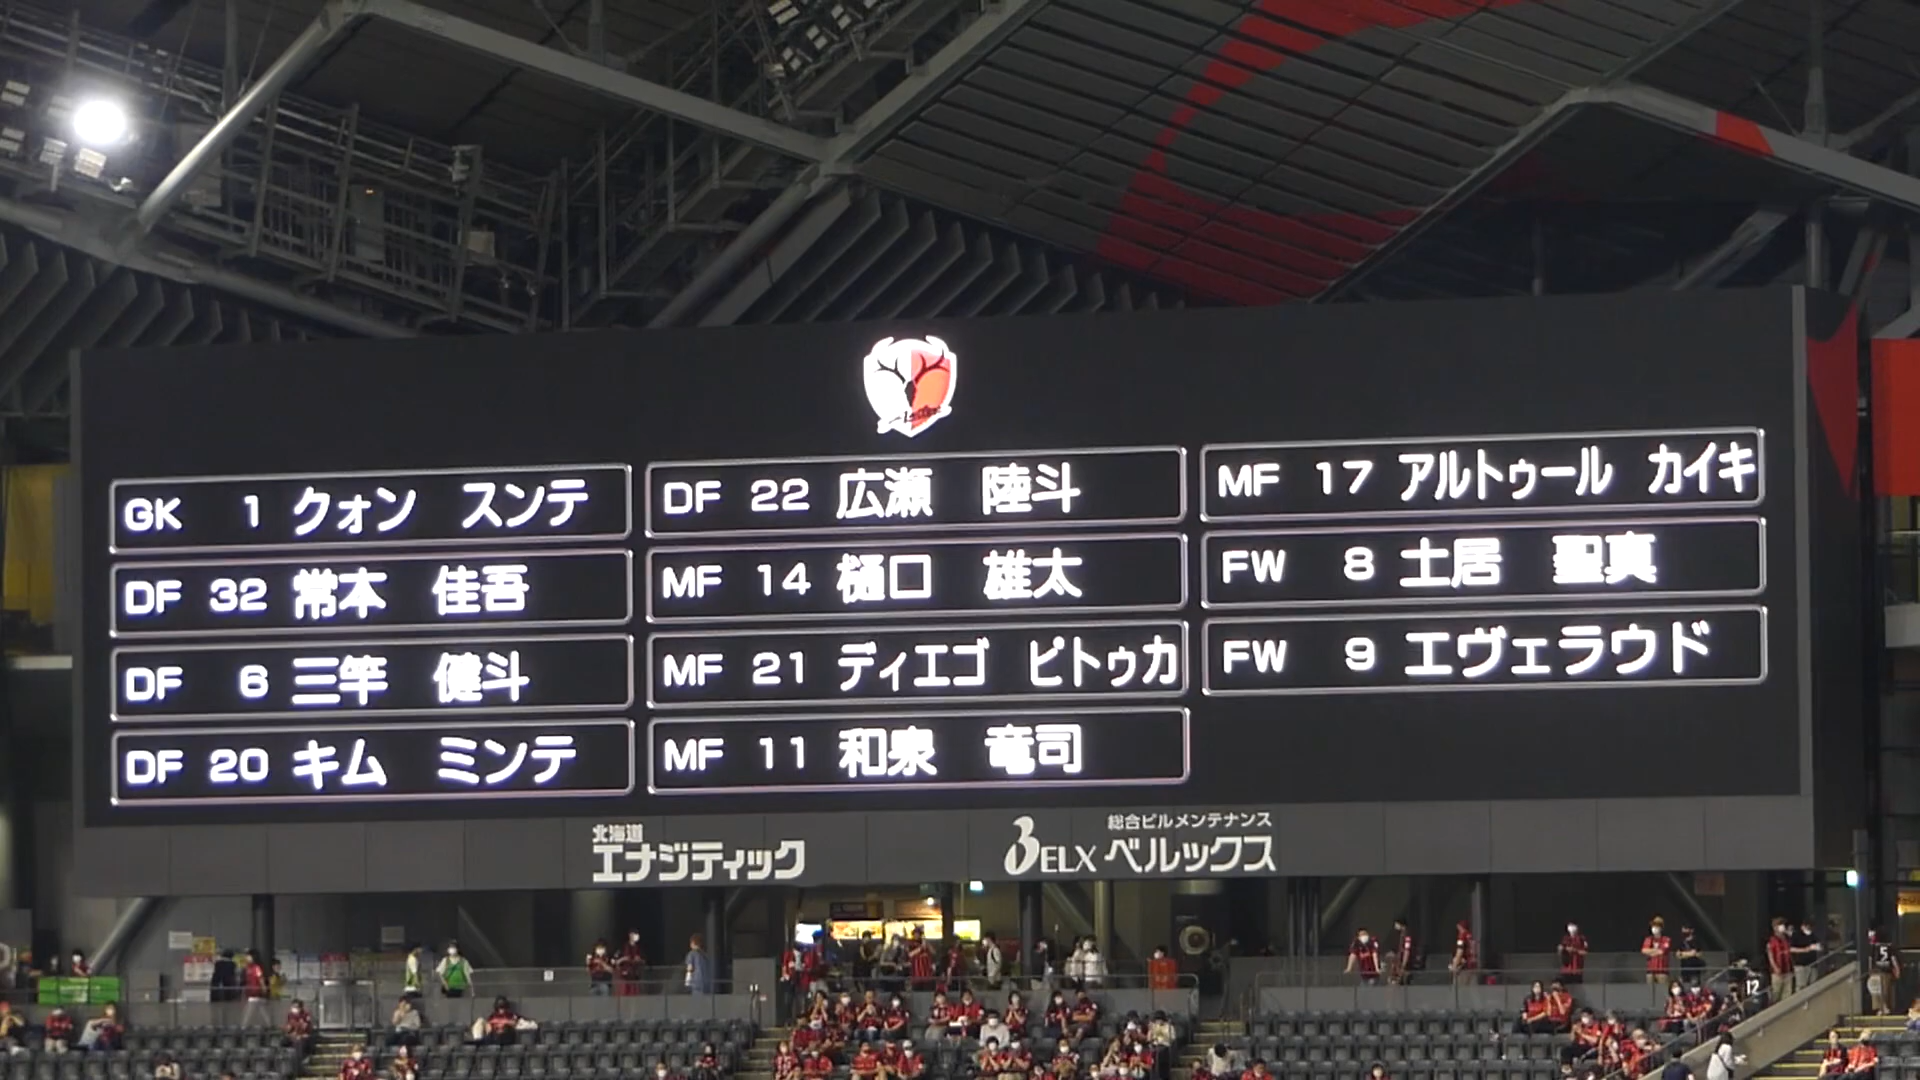 GK 1 クォン スンテ
DF 32 常本 佳吾
DF 6 三竿 健斗
DF 20 キム ミンテ
DF 22 広瀬 陸斗
MF 14 樋口 雄太
MF 21 ディエゴ ピトゥカ
MF 11 和泉 竜司
MF 17 アルトゥール カイキ
FW 8 土居 聖真
FW 9 エヴェラウド
北海道
エナジティック
総合ビルメンテナンス
BELX ベルックス
12
5